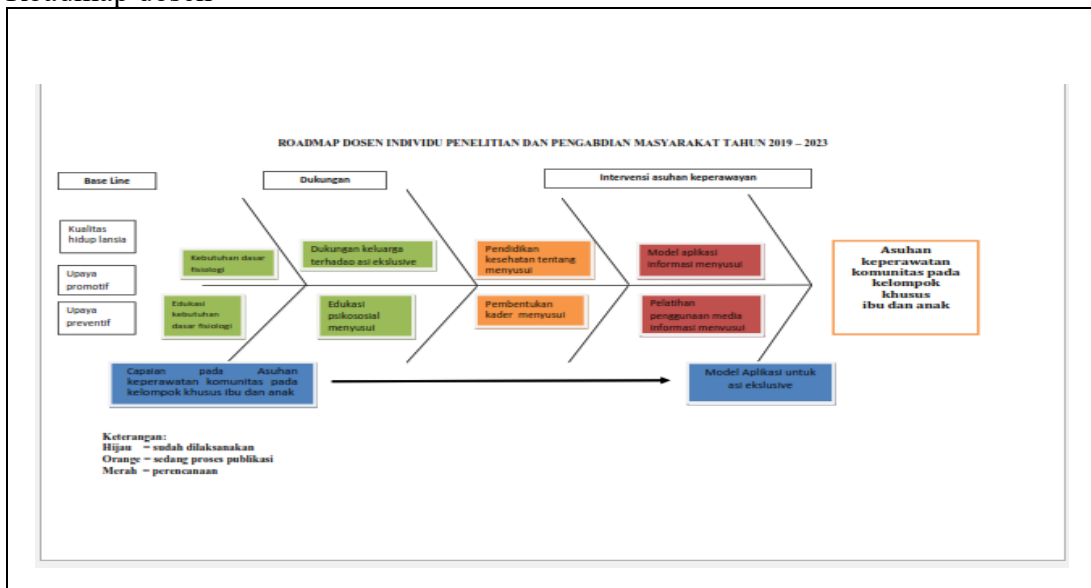 Roadmap dosen
ROADMAP DOSEN INDIVIDU PENELITIAN DAN PENGABDIAN MASYARAKAT TAHUN 2019 – 2023
Base Line
Dukungan
Intervensi asuhan keperawayan
Kualitas
hidup lansia
Upaya
promotif
Upaya
preventif
Kebutuhan dasar
fisiologi
Dukungan keluarga
terhadao asi ekslusive
Pendidikan
kesehatan tentang
menyusui
Model aplikasi
informasi menyusui
Edukasi
kebutuhan
dasar fisiologi
Edukasi
psikososial
menyusui
Pembentukan
kader menyusui
Pelatihan
penggunaan media
informasi menyusui
Asuhan
keperawatan
komunitas pada
kelompok
khusus
ibu dan anak
Capaian pada Asuhan
keperawatan komunitas pada
kelompok khusus ibu dan anak
Model Aplikasi untuk
asi ekslusive
Keterangan:
Hijau = sudah dilaksanakan
Orange = sedang proses publikasi
Merah = perencanaan